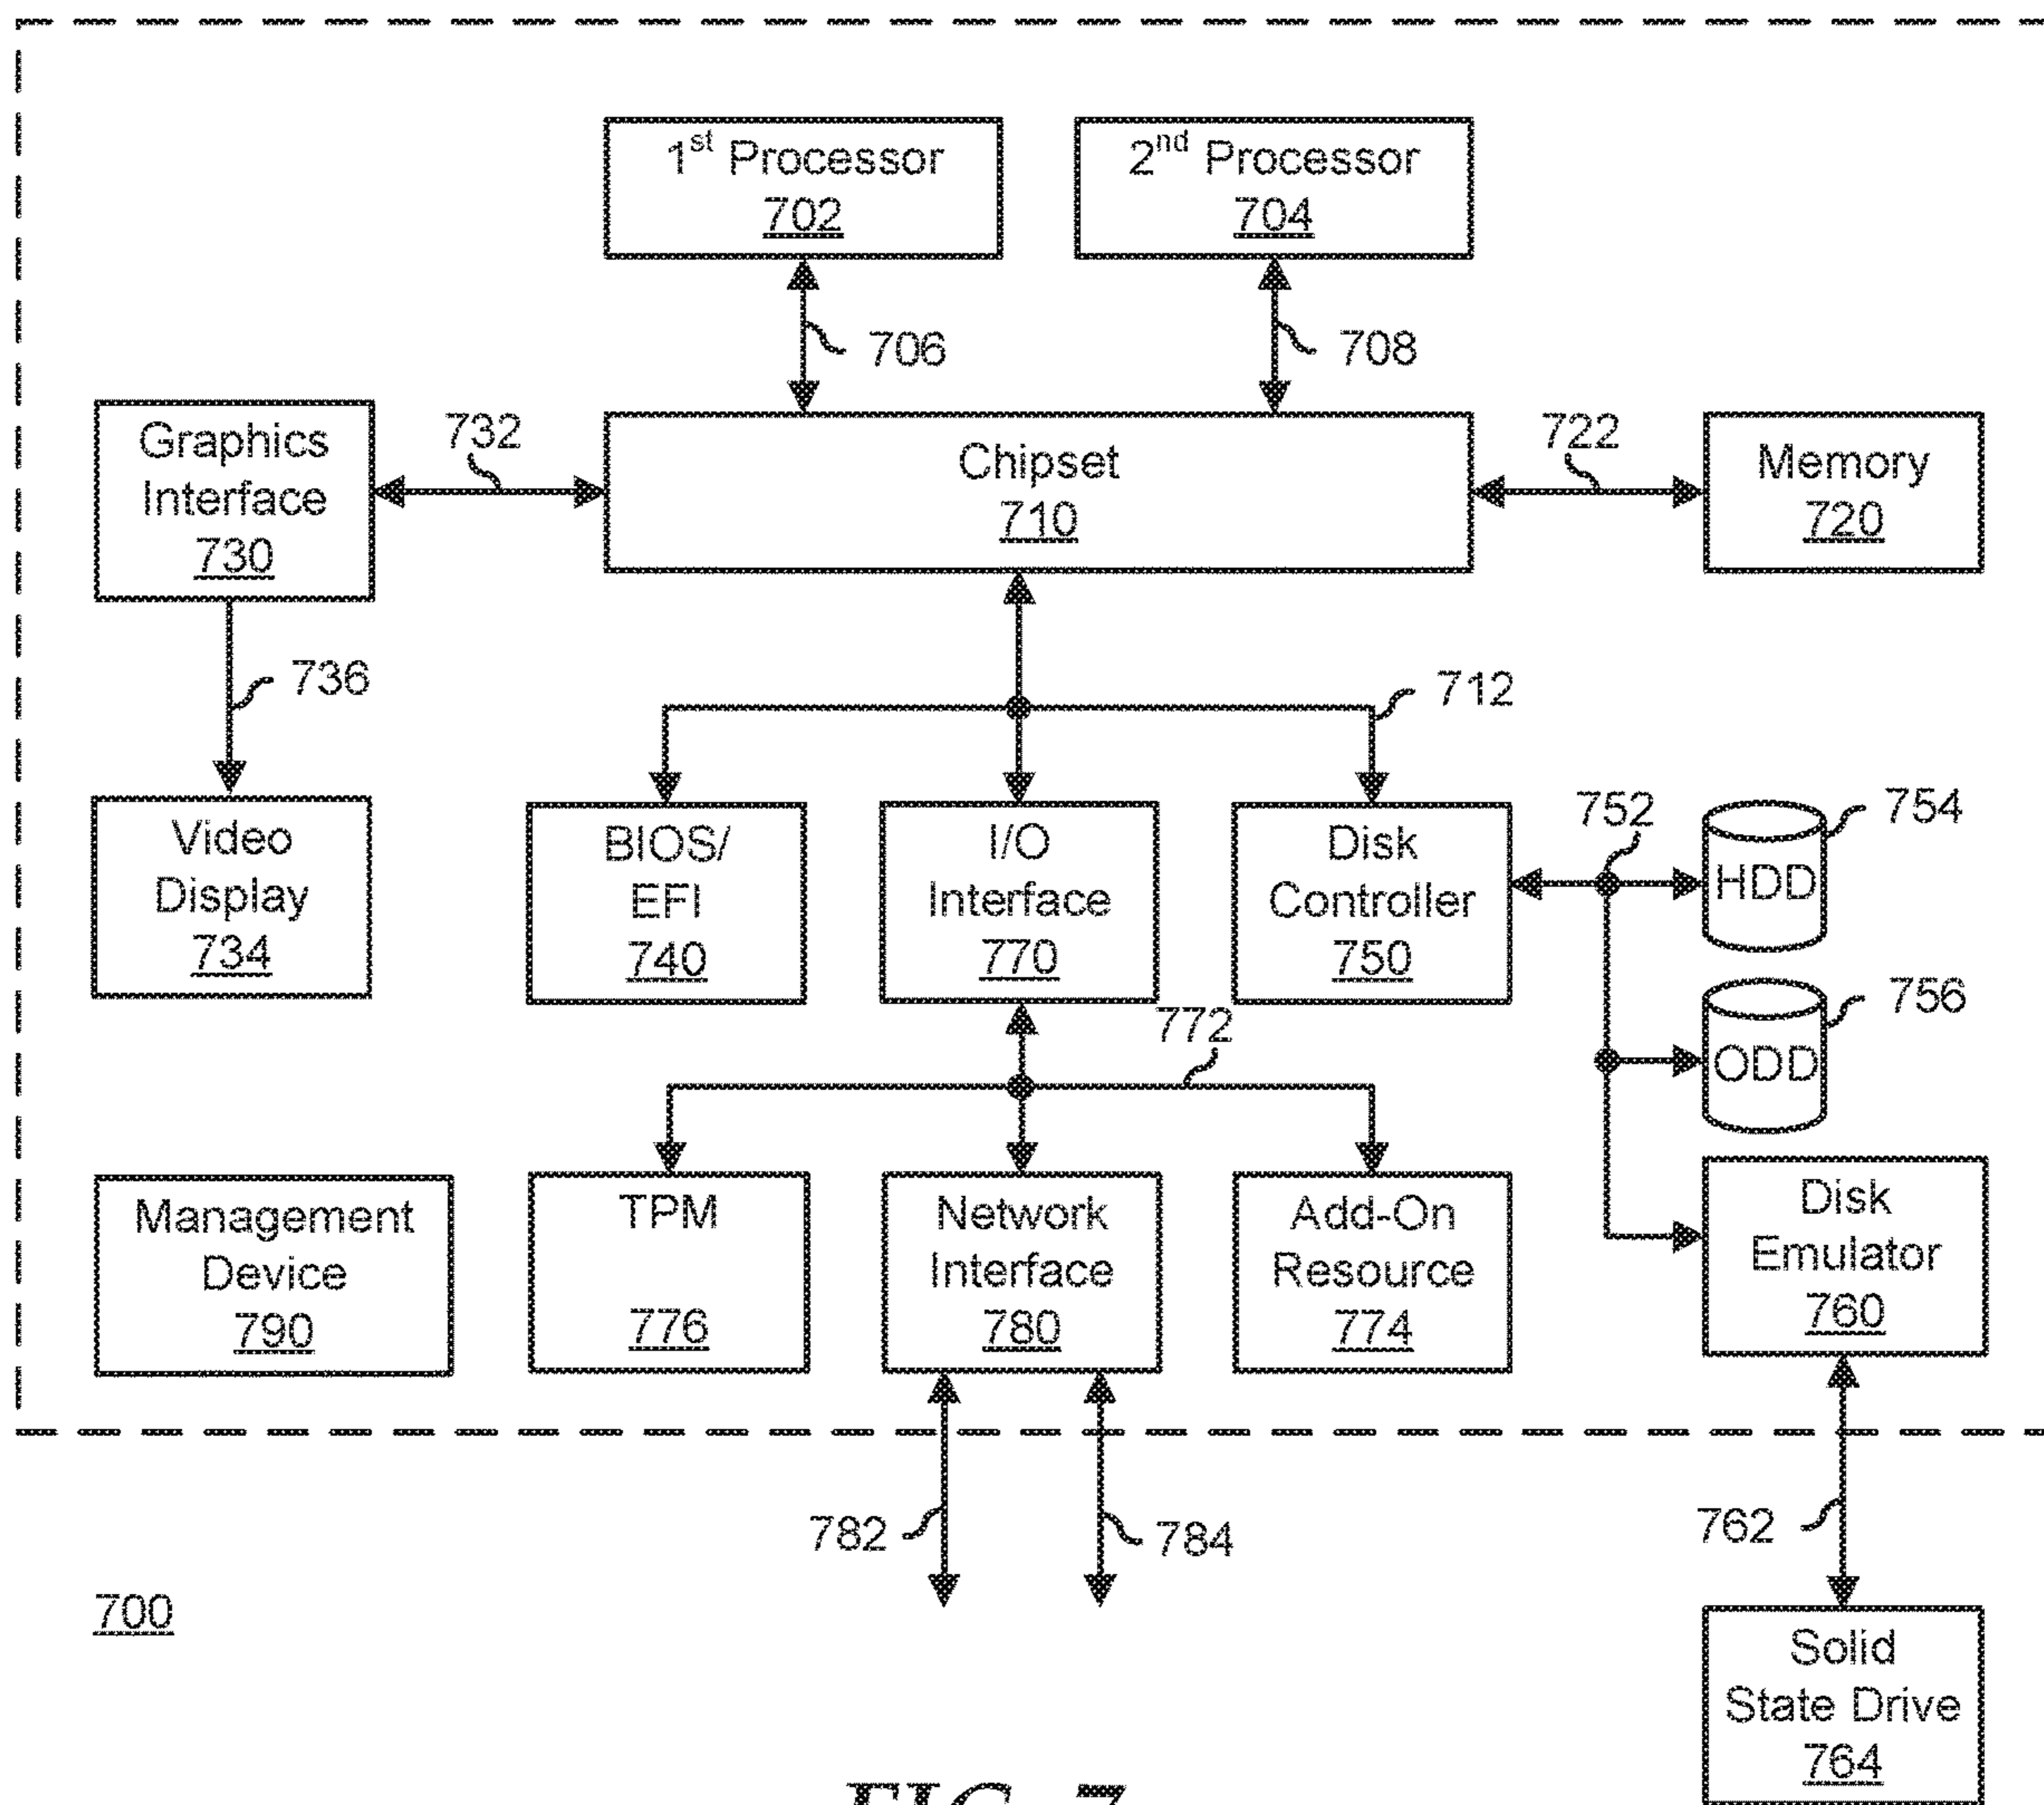 1st Processor
702
2nd Processor
704
706
708
Graphics
Interface
730
732
Chipset
710
722
Memory
720
736
712
Video
Display
734
BIOS/
EFI
740
I/O
Interface
770
Disk
Controller
750
752
754
HDD
756
ODD
772
Management
Device
790
TPM
776
Network
Interface
780
Add-On
Resource
774
Disk
Emulator
760
782
784
762
700
Solid
State Drive
764
FIG. 7